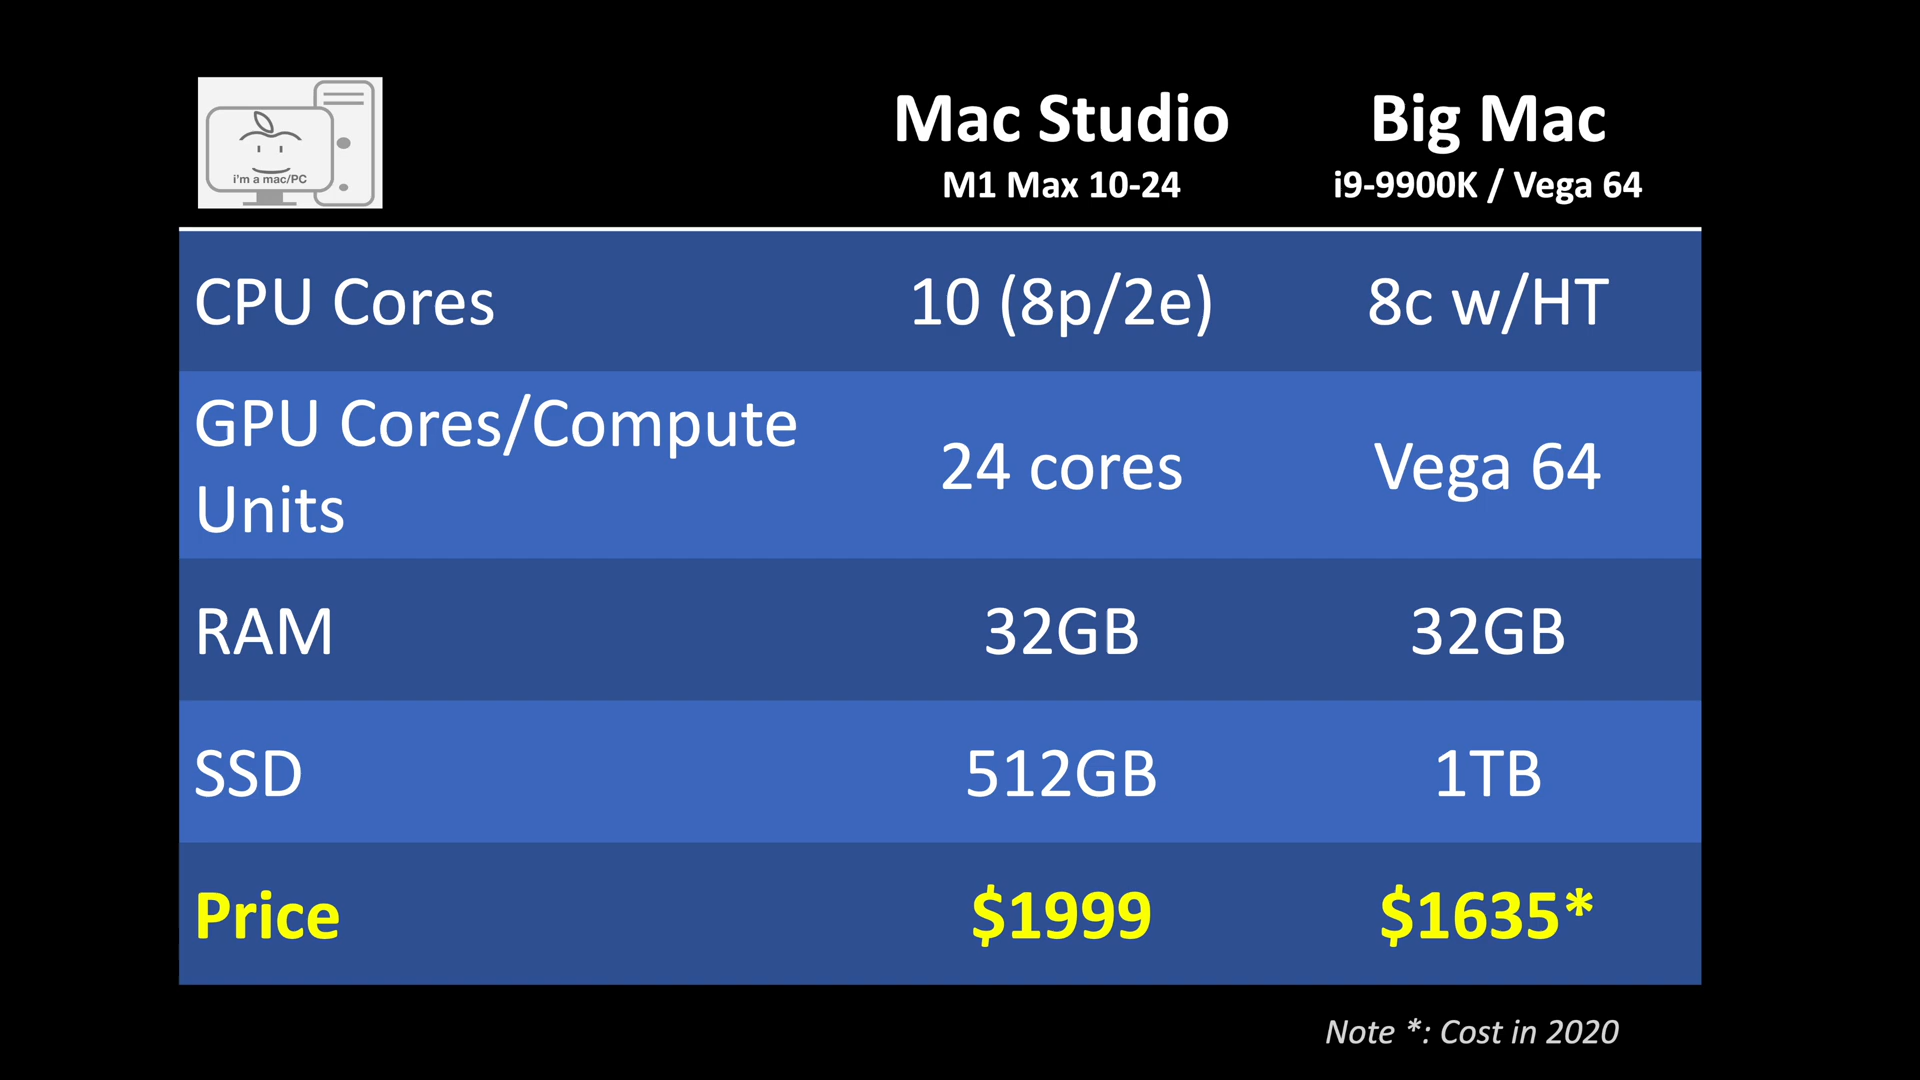 i'm a mac/PC
Mac Studio Big Mac
M1 Max 10-24 i9-9900K / Vega 64
CPU Cores 10 (8p/2e) 8c w/HT
GPU Cores/Compute
Units 24 cores Vega 64
RAM 32GB 32GB
SSD 512GB 1TB
Price $1999 $1635*
Note *: Cost in 2020